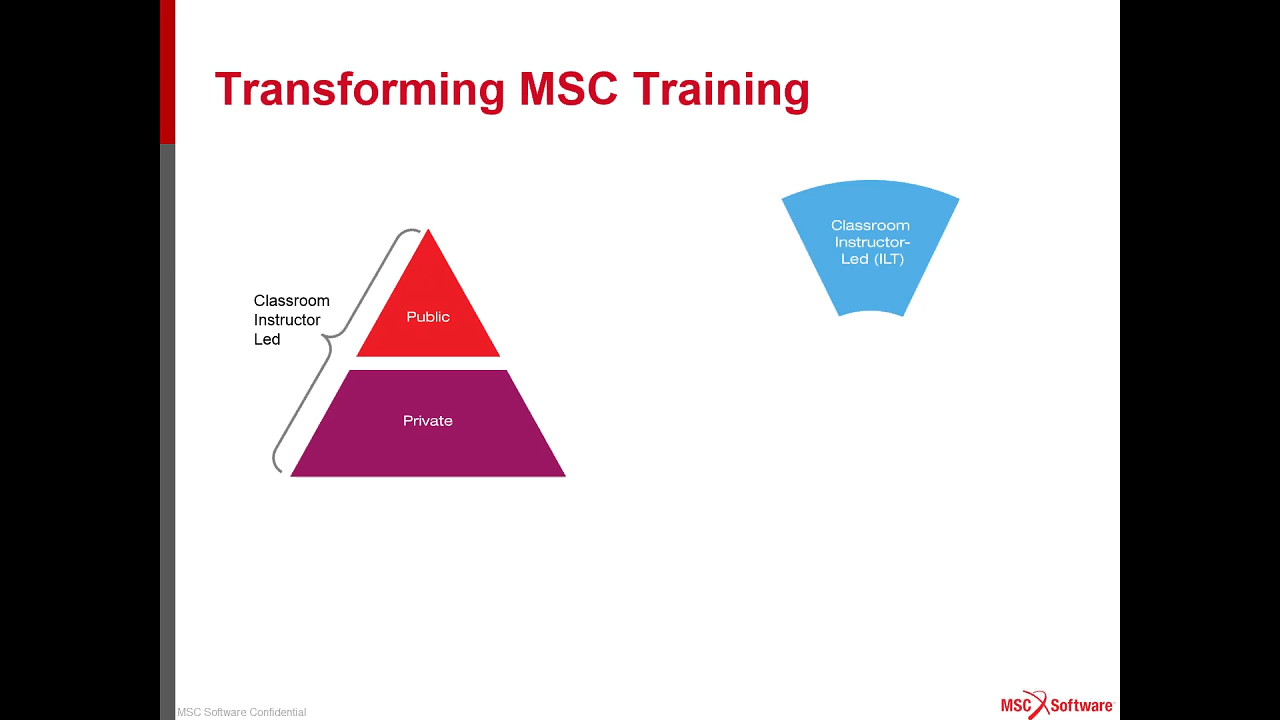 Transforming MSC Training
Classroom
Instructor
Led
Public
Private
Classroom
Instructor-
Led (ILT)
MSC Software Confidential
MSC Software